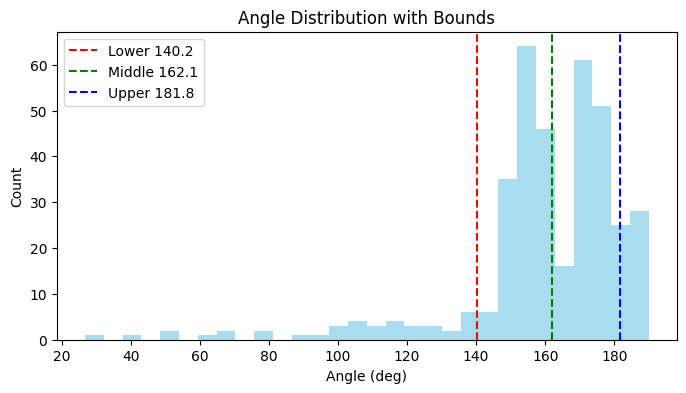 Angle Distribution with Bounds
Lower 140.2
Middle 162.1
Upper 181.8
Count
60
50
40
30
20
10
0
20 40 60 80 100 120 140 160 180
Angle (deg)